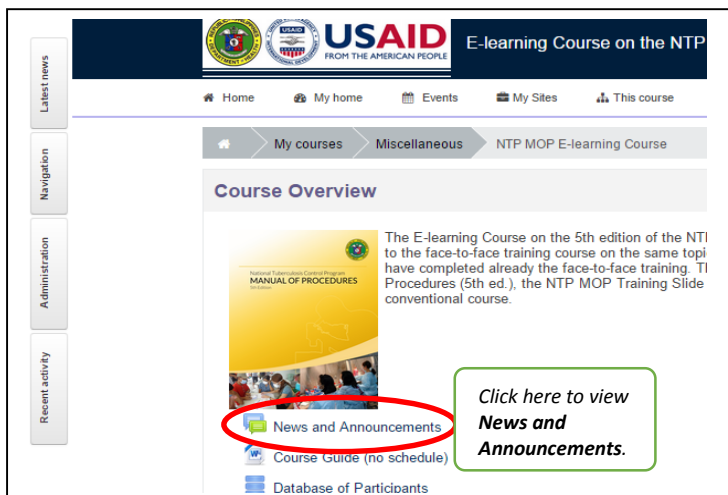 Latest news
Navigation
Administration
Recent activity
USAID
USAID
FROM THE AMERICAN PEOPLE
E-learning Course on the NTP
Home My home Events My Sites This course
My courses Miscellaneous NTP MOP E-learning Course
Course Overview
National Tuberculosis Control Program
MANUAL OF PROCEDURES
5th Edition
The E-learning Course on the 5th edition of the
to the face-to-face training course on the same
have completed already the face-to-face training.
Procedures (5th ed.), the NTP MOP Training Slide
conventional course.
News and Announcements
Course Guide (no schedule)
Database of Participants
Click here to view
News and
Announcements.